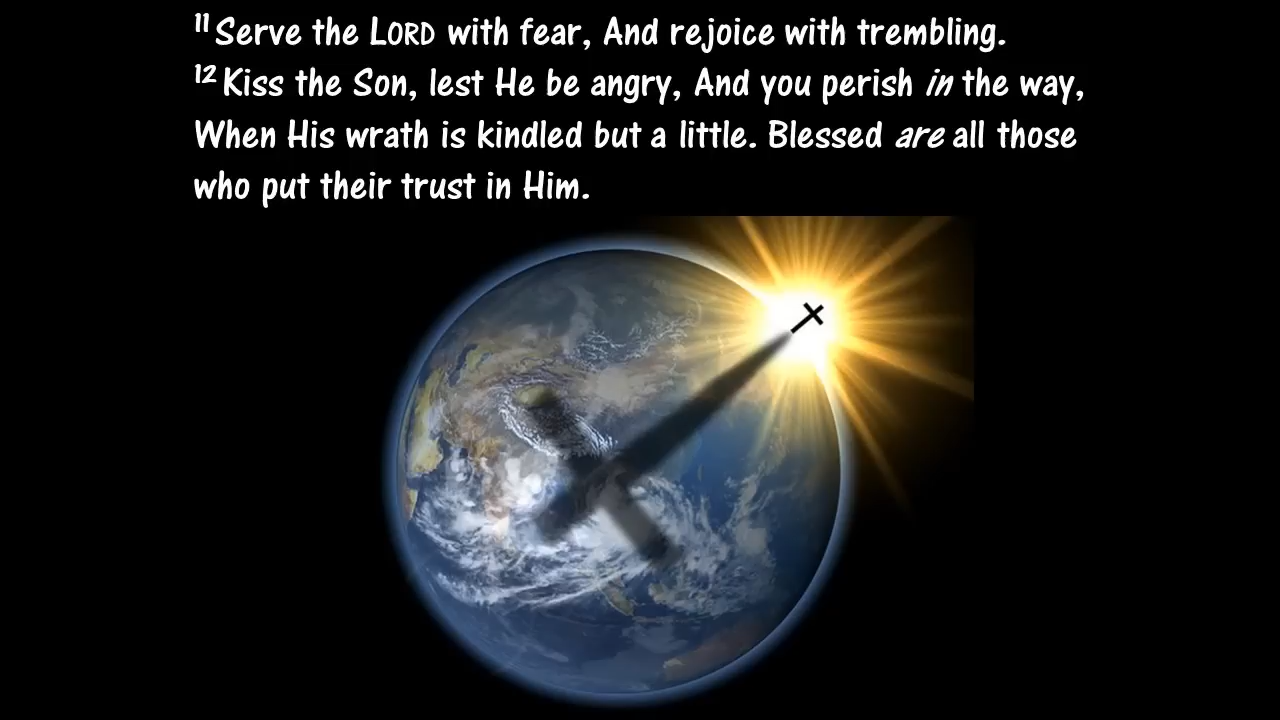 11 Serve the LORD with fear, And rejoice with trembling.
12 Kiss the Son, lest He be angry, And you perish in the way,
When His wrath is kindled but a little. Blessed are all those
who put their trust in Him.